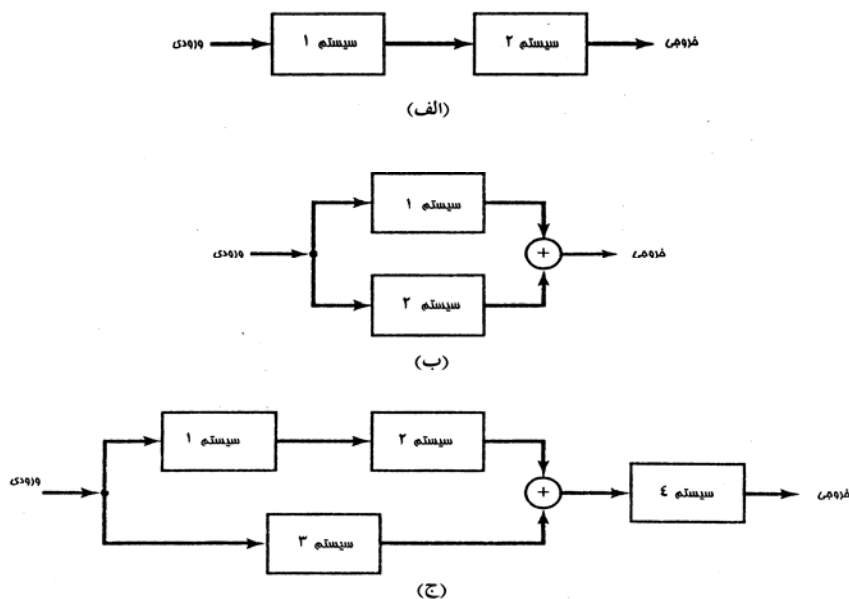 ورودی سیستم ۱ سیستم ۲ خروجی
(الف)
سیستم ۱
ورودی + خروجی
سیستم ۲
(ب)
سیستم ۱ سیستم ۲
ورودی + سیستم ٤ خروجی
سیستم ۳
(ج)